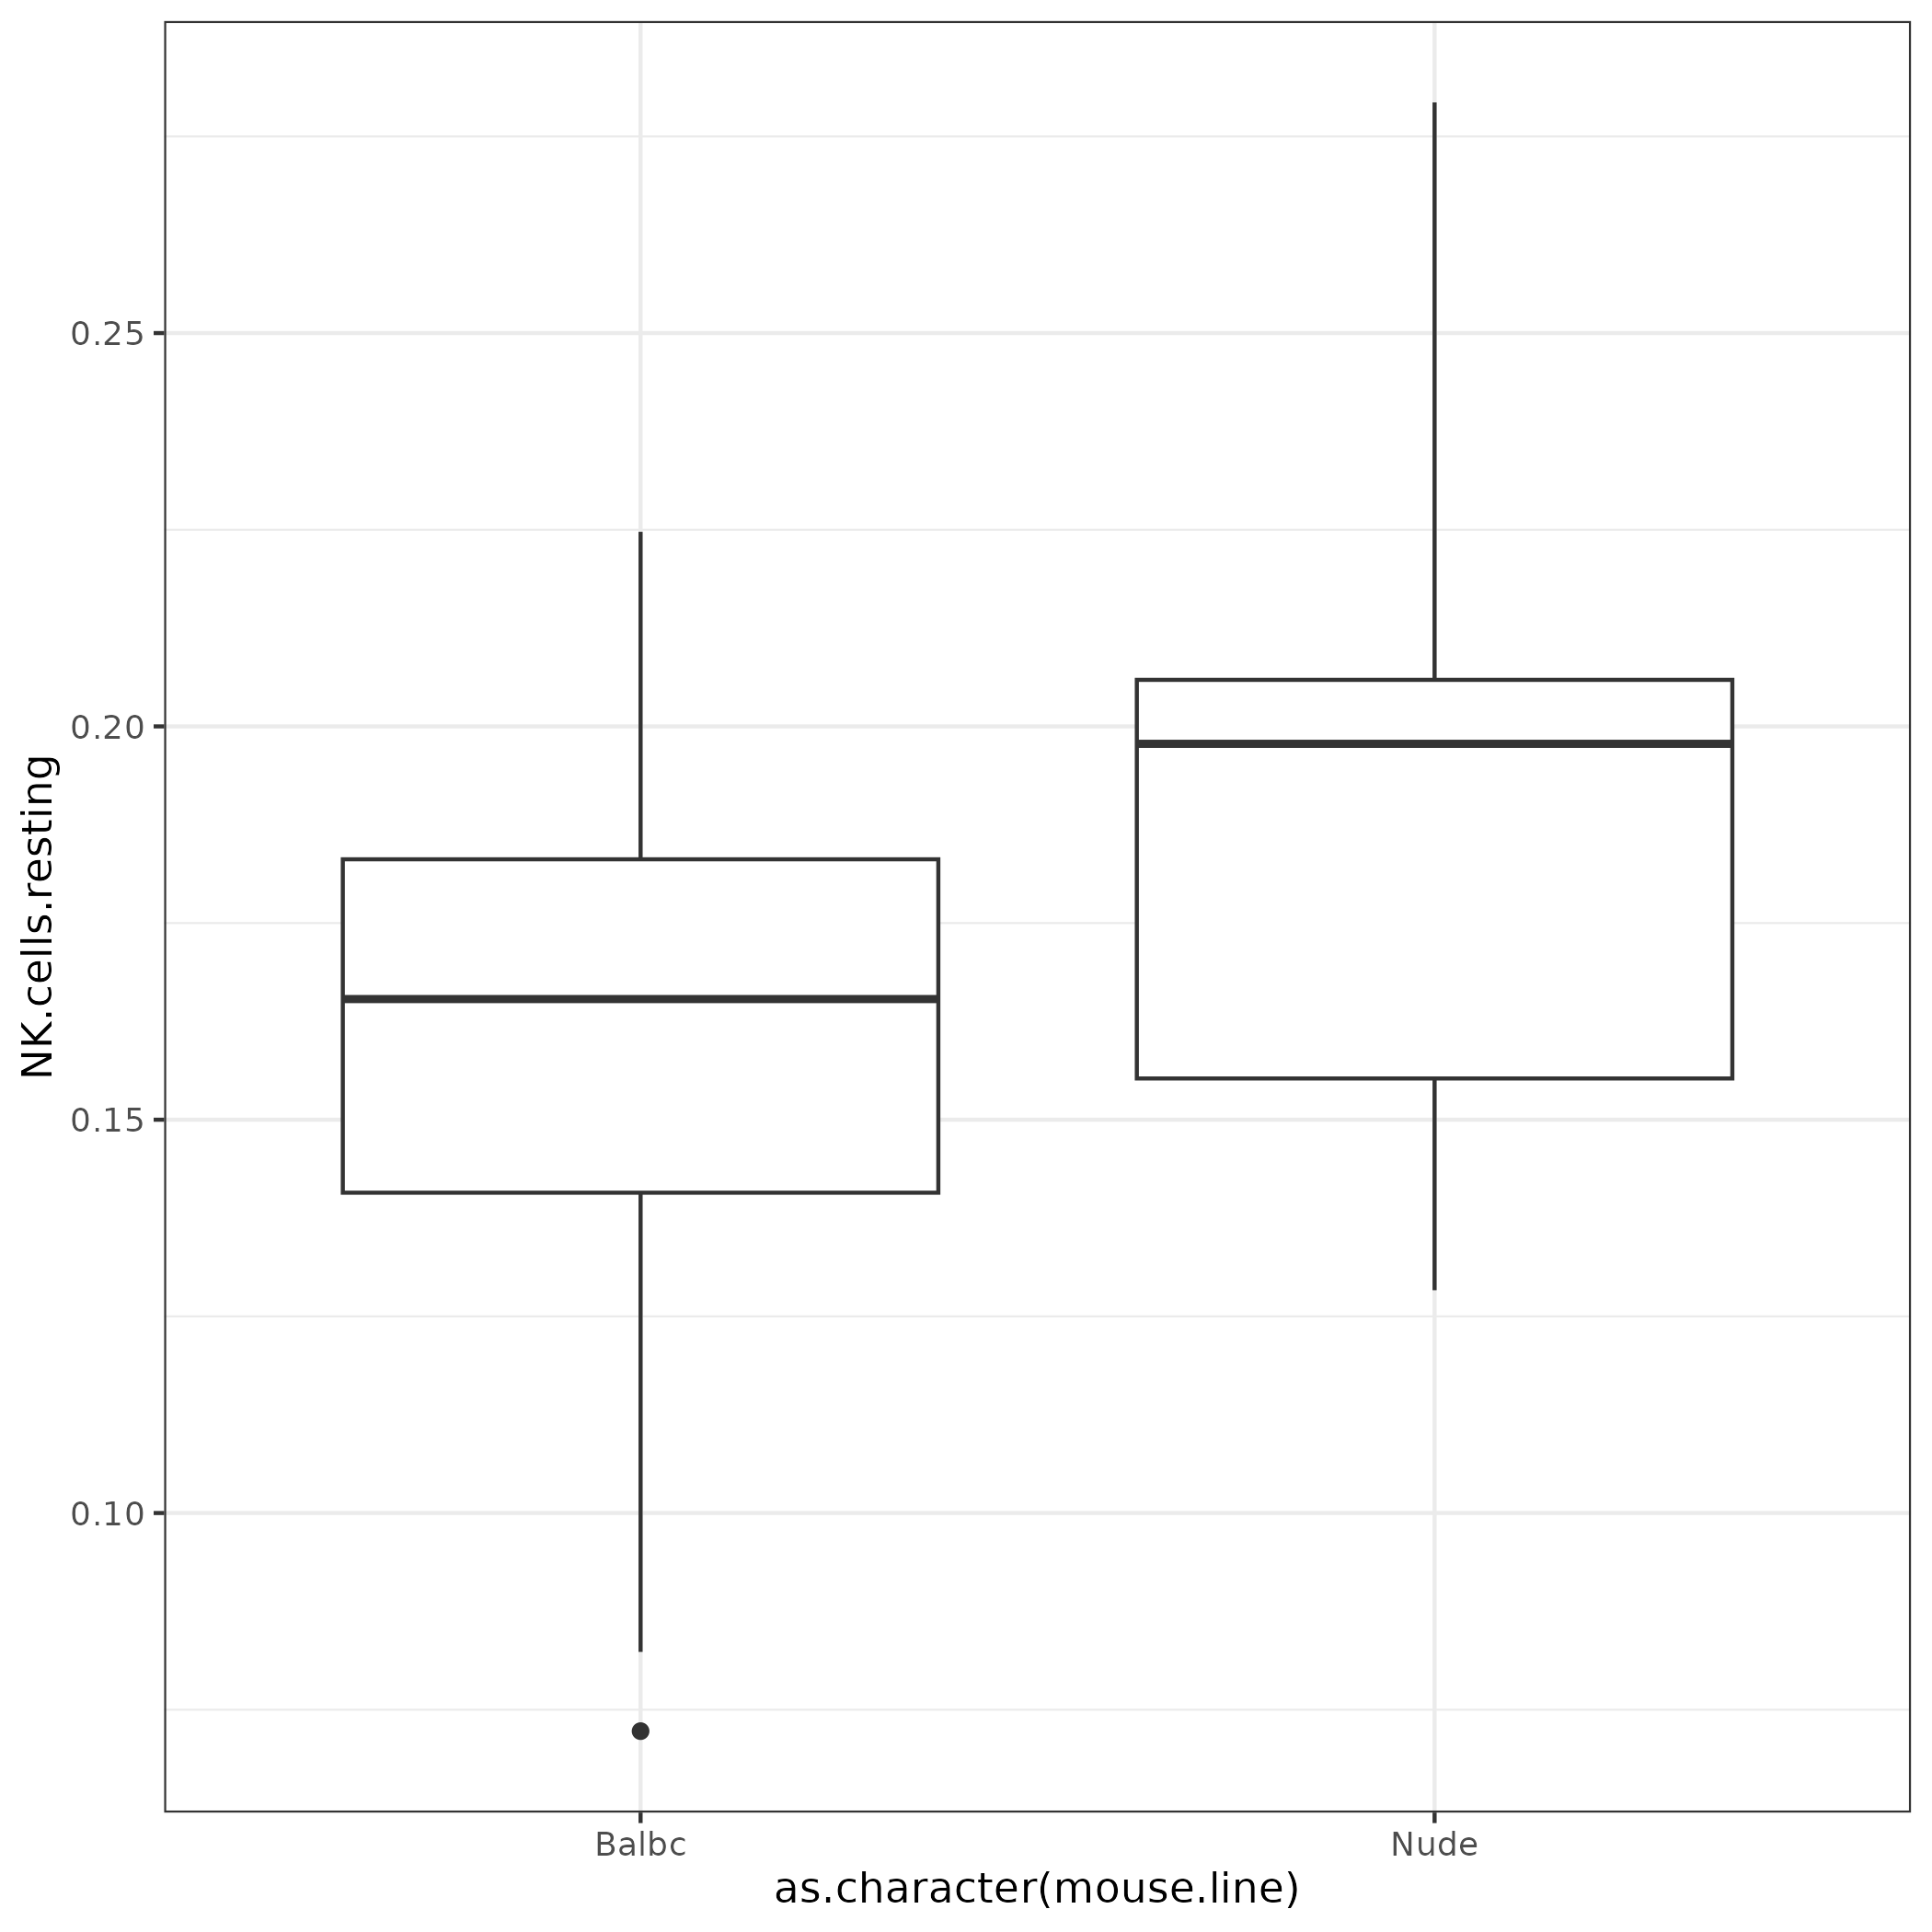 NK.cells.resting
0.25
0.20
0.15
0.10
Balbc
Nude
as.character(mouse.line)